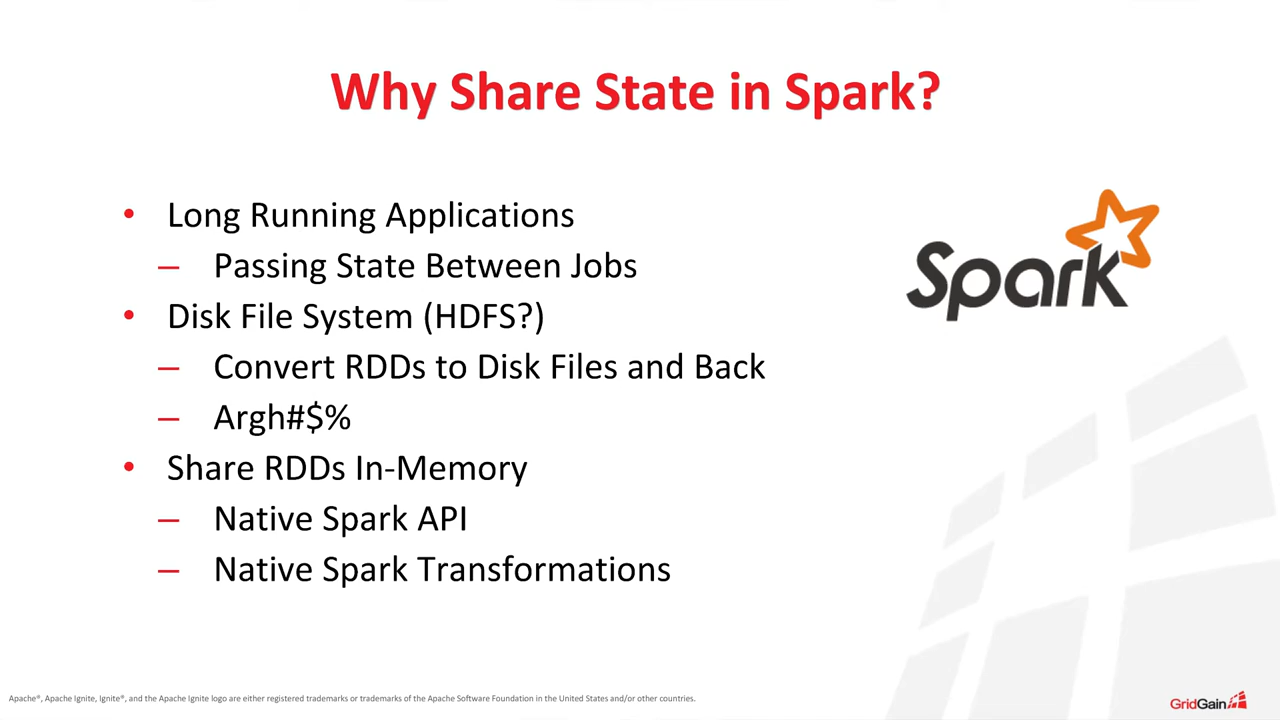 Why Share State in Spark?
• Long Running Applications
– Passing State Between Jobs
• Disk File System (HDFS?)
– Convert RDDs to Disk Files and Back
– Argh#$%
• Share RDDs In-Memory
– Native Spark API
– Native Spark Transformations
Spark
Apache®, Apache Ignite, Ignite®, and the Apache Ignite logo are either registered trademarks or trademarks of the Apache Software Foundation in the United States and/or other countries.
GridGain